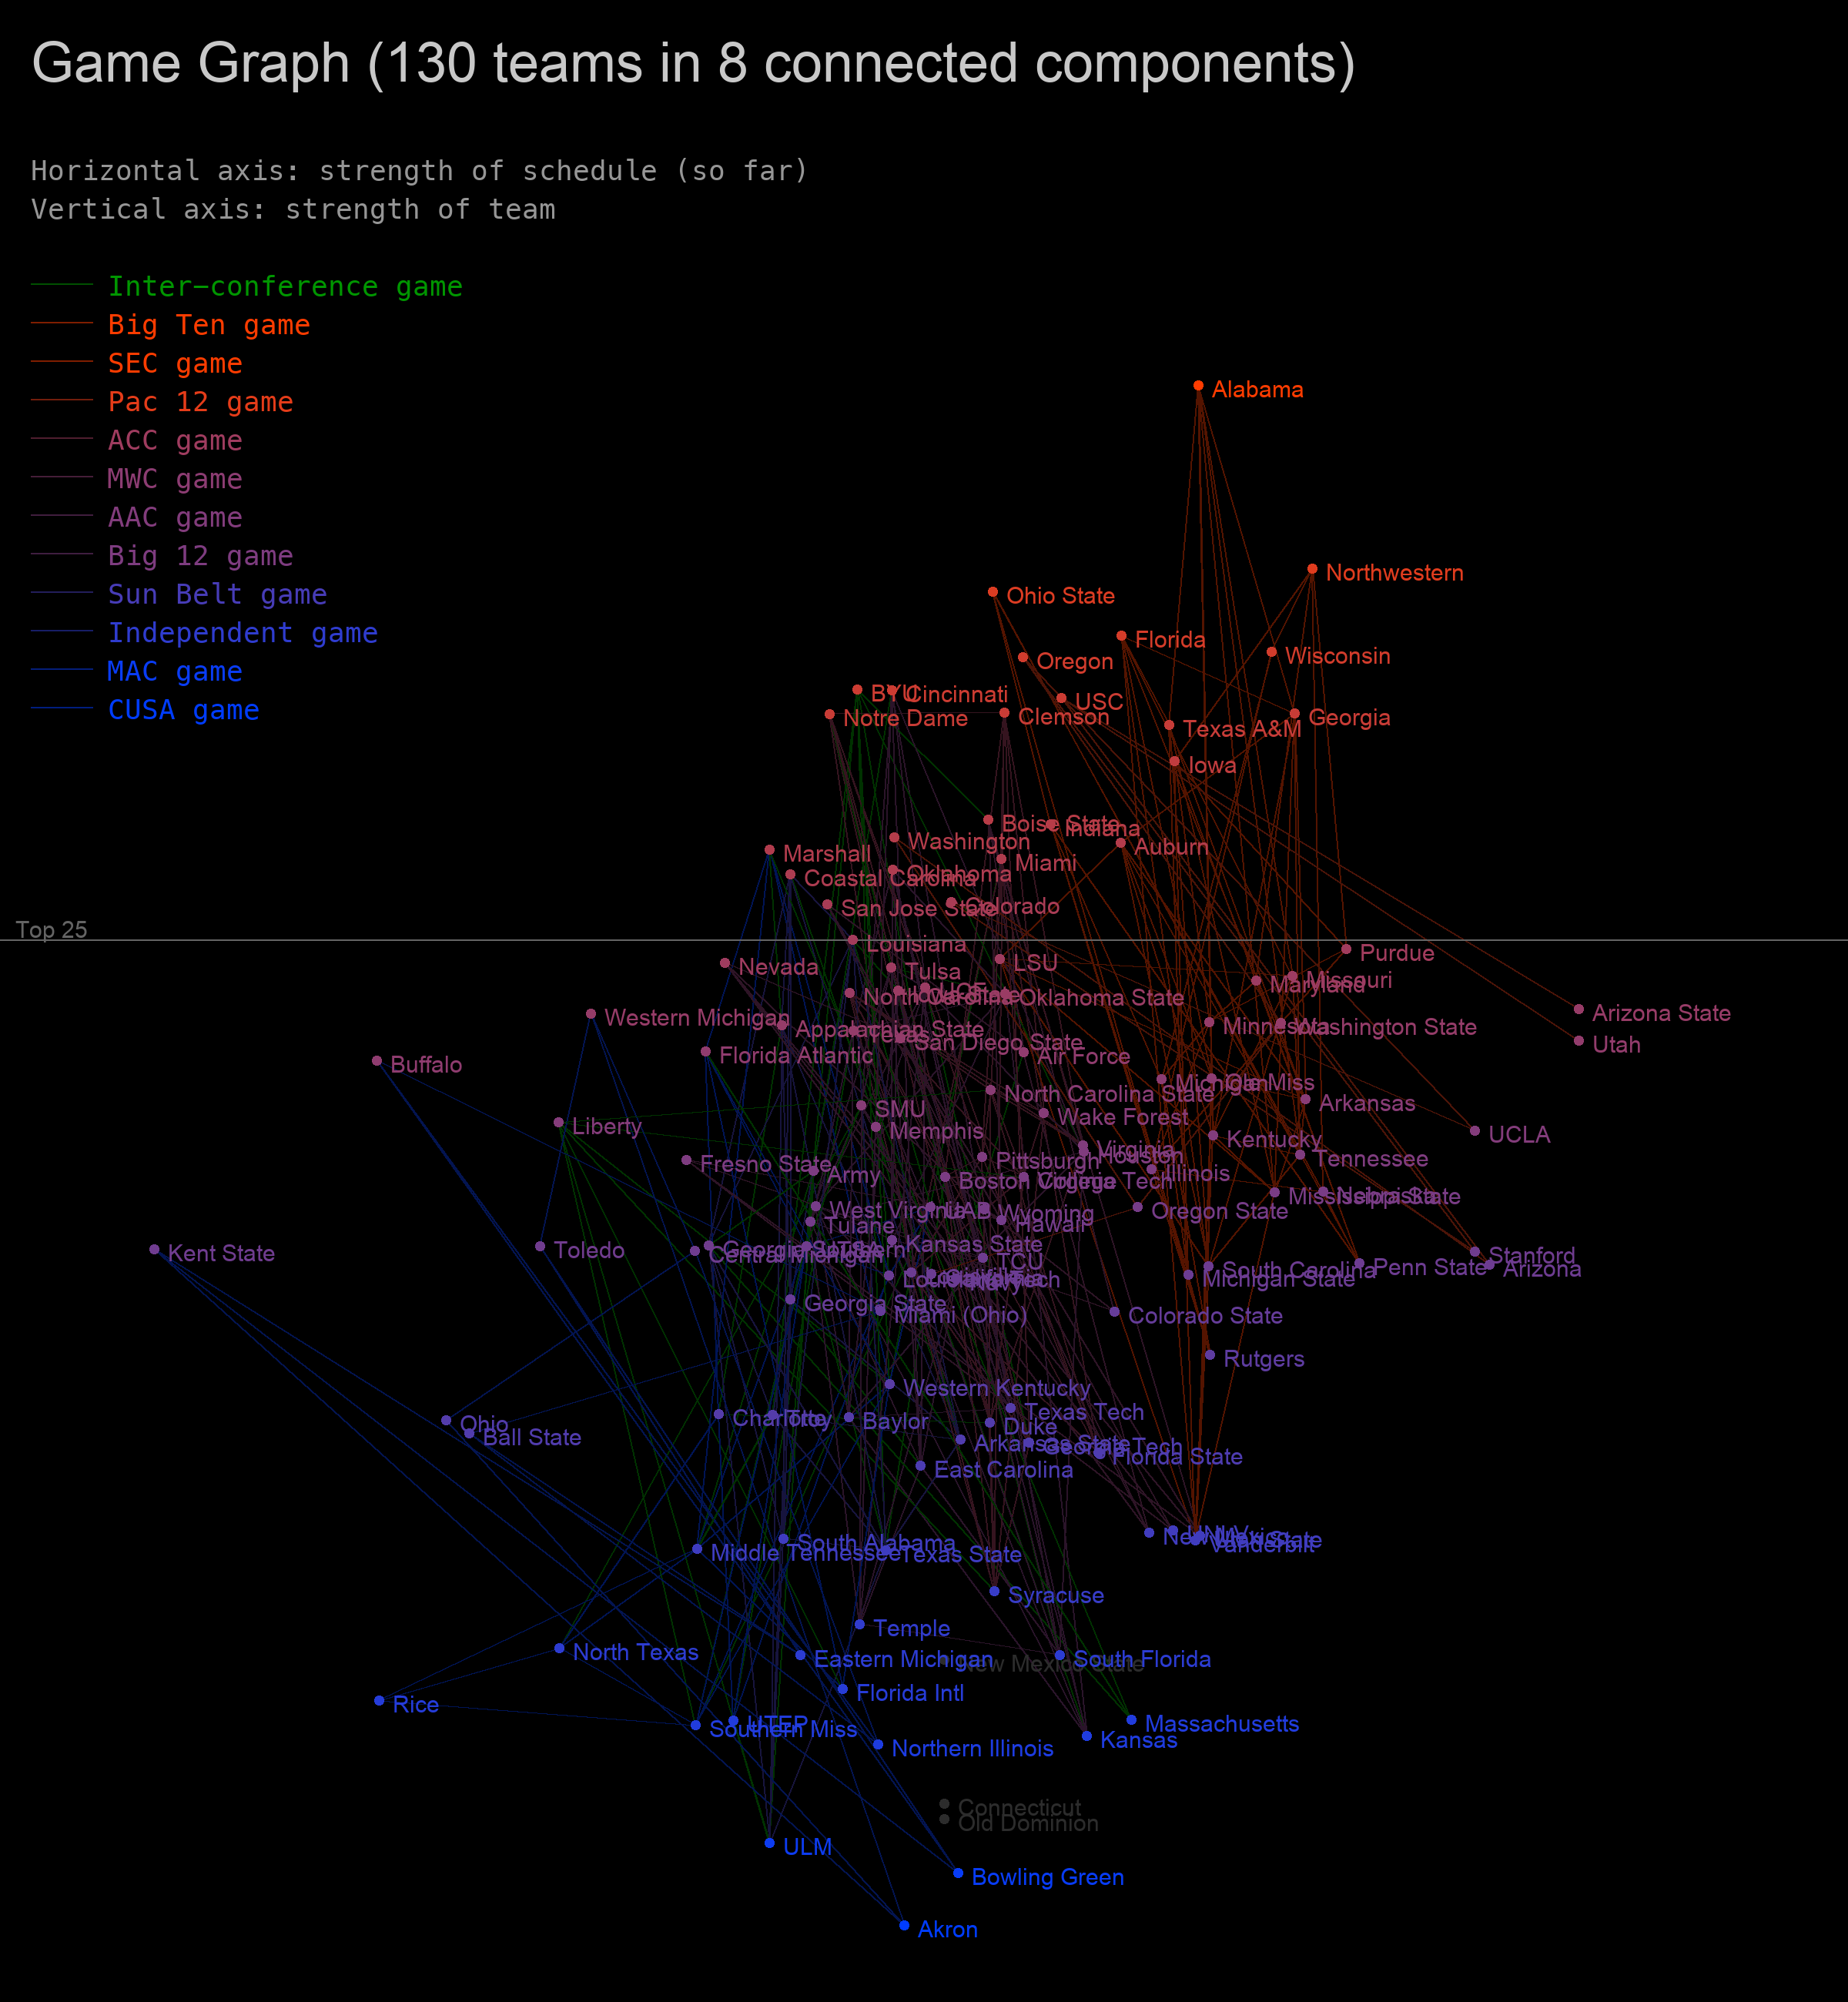 Game Graph (130 teams in 8 connected components)
Horizontal axis: strength of schedule (so far)
Vertical axis: strength of team
Inter-conference game
Big Ten game
SEC game
Pac 12 game
ACC game
MWC game
AAC game
Big 12 game
Sun Belt game
Independent game
MAC game
CUSA game
Alabama
Northwestern
Ohio State
Florida
Wisconsin
Oregon
BYU
Cincinnati
USC
Notre Dame
Clemson
Georgia
Texas A&M
Iowa
Boise State
Indiana
Washington
Auburn
Marshall
Miami
Oklahoma
Coastal Carolina
Colorado
San Jose State
Top 25
Louisiana
Purdue
LSU
Nevada
Tulsa
Missouri
Maryland
UCF
Iowa State
North Carolina
Oklahoma State
Arizona State
Western Michigan
Minnesota
Washington State
Appalachian State
Texas
Utah
San Diego State
Florida Atlantic
Air Force
Buffalo
Michigan
Ole Miss
North Carolina State
Arkansas
SMU
Wake Forest
Liberty
Memphis
UCLA
Kentucky
Virginia
Houston
Tennessee
Pittsburgh
Fresno State
Illinois
Army
Boston College
Virginia Tech
Mississippi State
Nebraska
West Virginia
UAB
Wyoming
Oregon State
Hawaii
Tulane
Kansas State
Georgia Southern
UTSA
Toledo
Kent State
Central Michigan
Stanford
TCU
Penn State
Arizona
South Carolina
Louisville
Navy
Louisiana Tech
Michigan State
Georgia State
Miami (Ohio)
Colorado State
Rutgers
Western Kentucky
Texas Tech
Charlotte
Troy
Baylor
Ohio
Duke
Ball State
Arkansas State
Georgia Tech
Florida State
East Carolina
UNLV
New Mexico
Utah State
Vanderbilt
South Alabama
Middle Tennessee
Texas State
Syracuse
Temple
North Texas
Eastern Michigan
South Florida
New Mexico State
Florida Intl
Rice
Massachusetts
UTEP
Southern Miss
Kansas
Northern Illinois
Connecticut
Old Dominion
ULM
Bowling Green
Akron